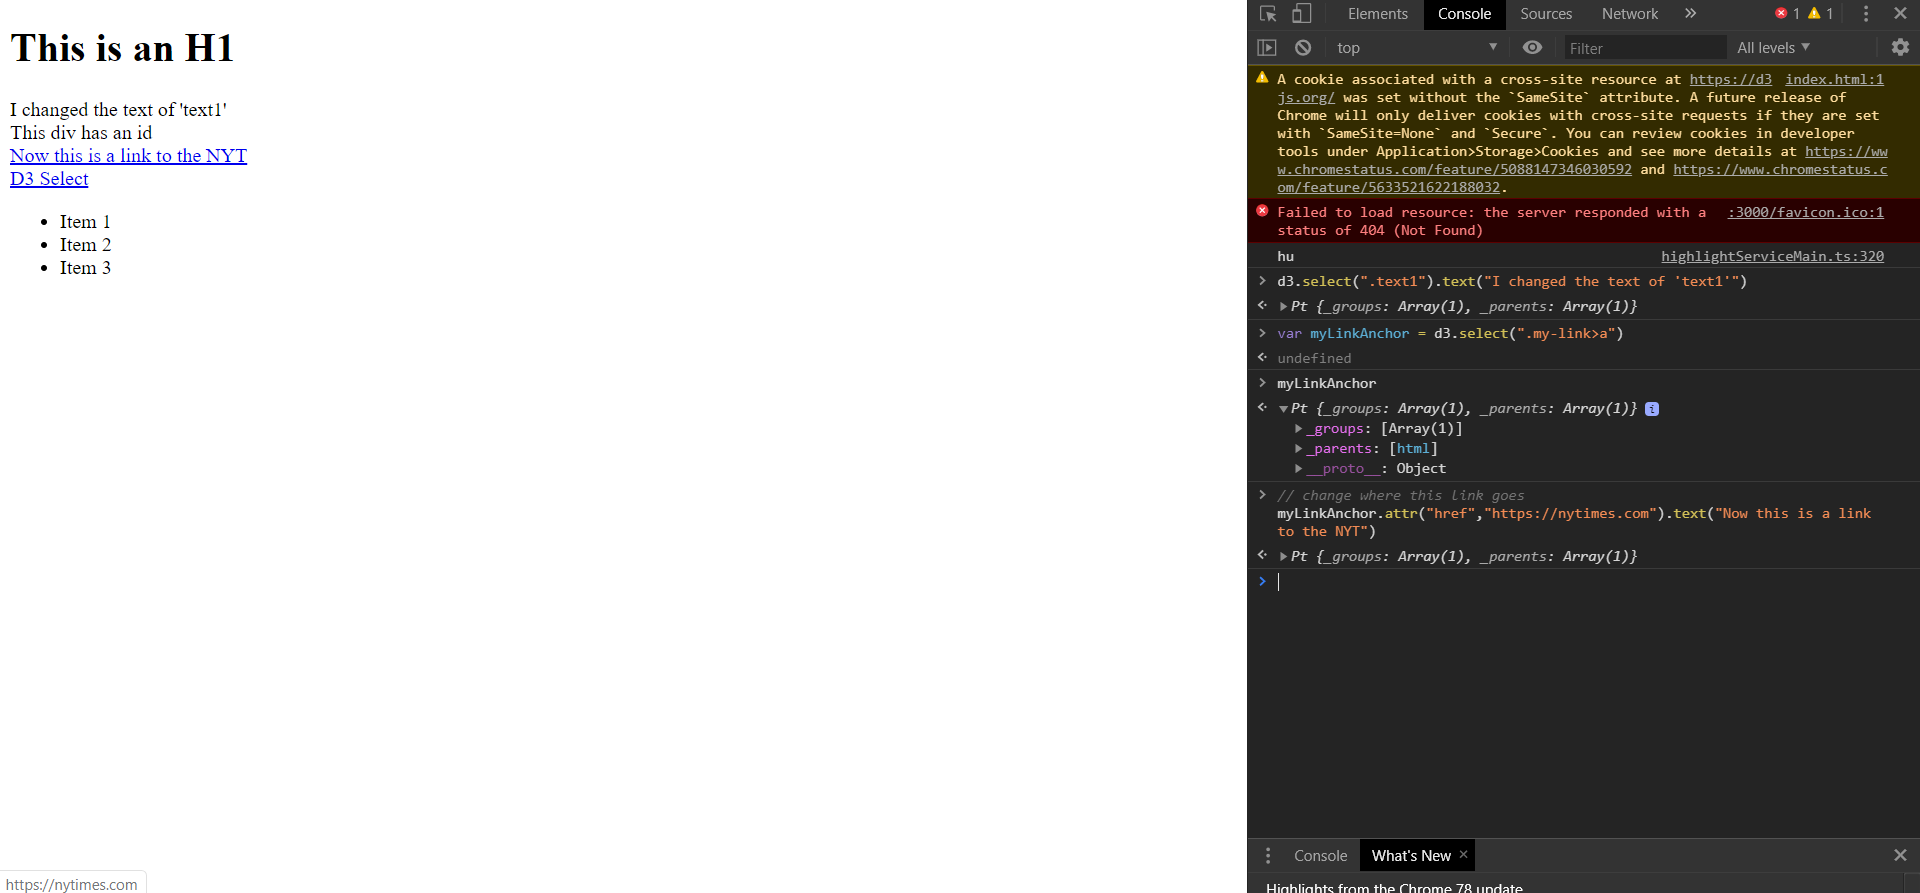 This is an H1
I changed the text of 'text1'
This div has an id
Now this is a link to the NYT
D3 Select
Item 1
Item 2
Item 3
https://nytimes.com
Elements Console Sources Network » 1 1
top Filter All levels
A cookie associated with a cross-site resource at https://d3 index.html:1
js.org/ was set without the `SameSite` attribute. A future release of
Chrome will only deliver cookies with cross-site requests if they are set
with `SameSite=None` and `Secure`. You can review cookies in developer
tools under Application>Storage>Cookies and see more details at https://ww
w.chromestatus.com/feature/5088147346030592 and https://www.chromestatus.c
om/feature/5633521622188032.
Failed to load resource: the server responded with a :3000/favicon.ico:1
status of 404 (Not Found)
hu highlightServiceMain.ts:320
d3.select(".text1").text("I changed the text of 'text1'")
Pt {_groups: Array(1), _parents: Array(1)}
var myLinkAnchor = d3.select(".my-link>a")
undefined
myLinkAnchor
Pt {_groups: Array(1), _parents: Array(1)} i
_groups: [Array(1)]
_parents: [html]
__proto__: Object
// change where this link goes
myLinkAnchor.attr("href","https://nytimes.com").text("Now this is a link
to the NYT")
Pt {_groups: Array(1), _parents: Array(1)}
Console What's New
Highlights from the Chrome 78 update